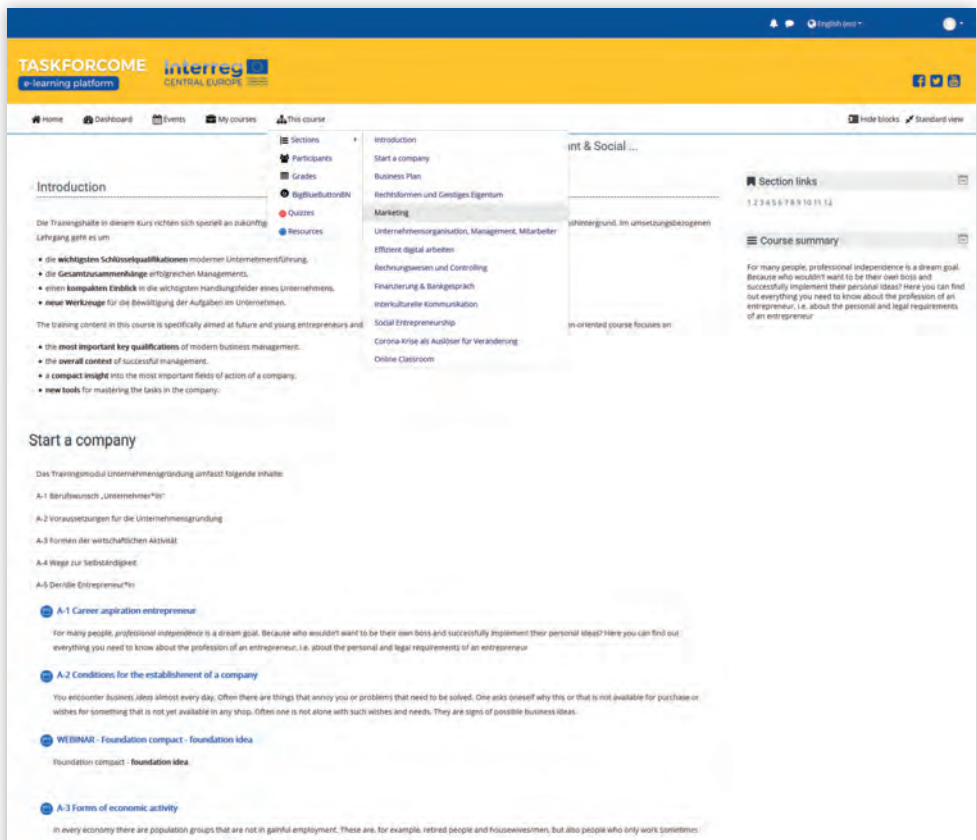 English (en)
TASKFORCOME
e-learning platform
Interreg
CENTRAL EUROPE
Home Dashboard Events My courses This course
Hide blocks Standard view
Sections
Participants
Grades
BigBlueButtonBN
Quizzes
Resources
Introduction
Start a company
Business Plan
Rechtsformen und Geistiges Eigentum
Marketing
Unternehmensorganisation, Management, Mitarbeiter
Effizient digital arbeiten
Rechnungswesen und Controlling
Finanzierung & Bankgespräch
Interkulturelle Kommunikation
Social Entrepreneurship
Corona-Krise als Auslöser für Veränderung
Online Classroom
nt & Social ...
Introduction
Die Trainingshalte in diesem Kurs richten sich speziell an zukünftig
shintergrund. Im umsetzungsbezogenen
Lehrgang geht es um
• die wichtigsten Schlüsselqualifikationen moderner Unternehmensführung.
• die Gesamtzusammenhänge erfolgreichen Managements.
• einen kompakten Einblick in die wichtigsten Handlungsfelder eines Unternehmens.
• neue Werkzeuge für die Bewältigung der Aufgaben im Unternehmen.
The training content in this course is specifically aimed at future and young entrepreneurs and
on-oriented course focuses on
• the most important key qualifications of modern business management.
• the overall context of successful management.
• a compact insight into the most important fields of action of a company.
• new tools for mastering the tasks in the company.
Section links
1 2 3 4 5 6 7 8 9 10 11 12
Course summary
For many people, professional independence is a dream goal.
Because who wouldn't want to be their own boss and
successfully implement their personal ideas? Here you can find
out everything you need to know about the profession of an
entrepreneur, i.e. about the personal and legal requirements
of an entrepreneur
Start a company
Das Trainingsmodul Unternehmensgründung umfasst folgende Inhalte:
A-1 Berufswunsch „Unternehmer*in"
A-2 Voraussetzungen für die Unternehmensgründung
A-3 Formen der wirtschaftlichen Aktivität
A-4 Wege zur Selbständigkeit
A-5 Der/die Entrepreneur*in
A-1 Career aspiration entrepreneur
For many people, professional independence is a dream goal. Because who wouldn't want to be their own boss and successfully implement their personal ideas? Here you can find out
everything you need to know about the profession of an entrepreneur, i.e. about the personal and legal requirements of an entrepreneur
A-2 Conditions for the establishment of a company
You encounter business ideas almost every day. Often there are things that annoy you or problems that need to be solved. One asks oneself why this or that is not available for purchase or
wishes for something that is not yet available in any shop. Often one is not alone with such wishes and needs. They are signs of possible business ideas.
WEBINAR - Foundation compact - foundation idea
Foundation compact - foundation idea
A-3 Forms of economic activity
In every economy there are population groups that are not in gainful employment. These are, for example, retired people and housewives/men, but also people who only work sometimes